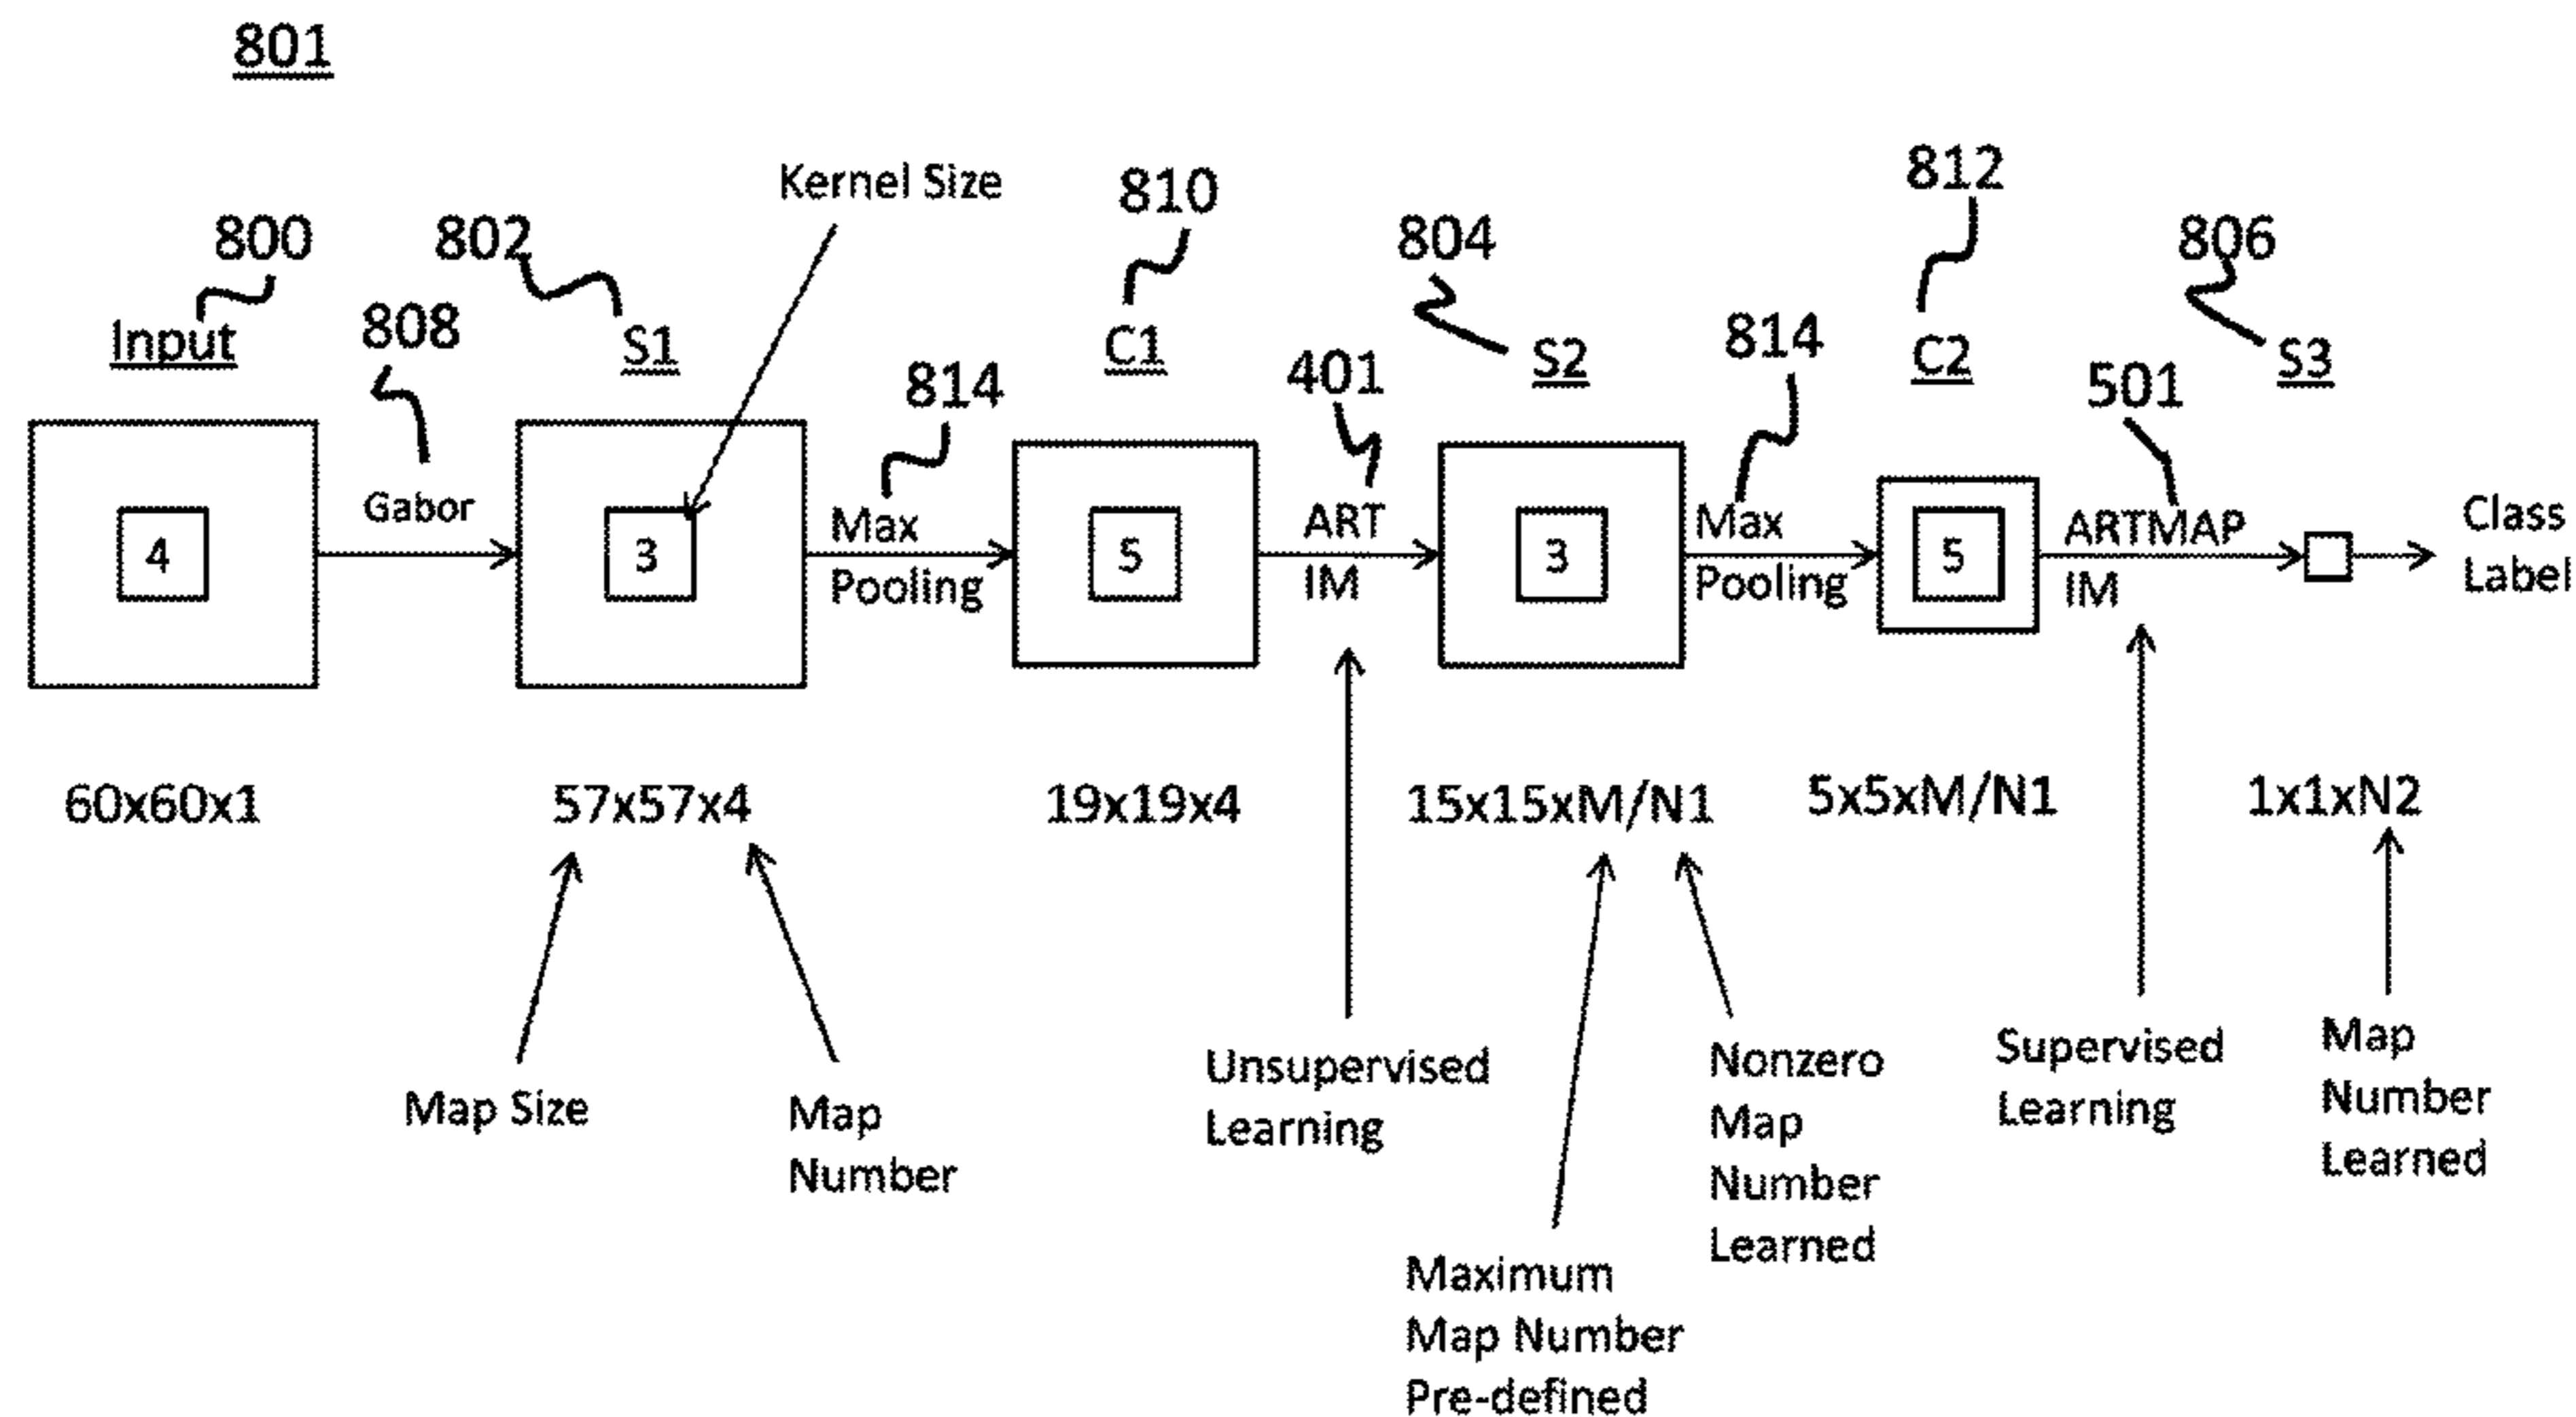 801
Kernel Size
800
802
810
804
812
806
808
814
401
814
501
Input
S1
C1
S2
C2
S3
4
Gabor
3
Max
Pooling
5
ART
IM
3
Max
Pooling
5
ARTMAP
IM
Class
Label
60x60x1
57x57x4
19x19x4
15x15xM/N1
5x5xM/N1
1x1xN2
Map Size
Map
Number
Unsupervised
Learning
Maximum
Map Number
Pre-defined
Nonzero
Map
Number
Learned
Supervised
Learning
Map
Number
Learned